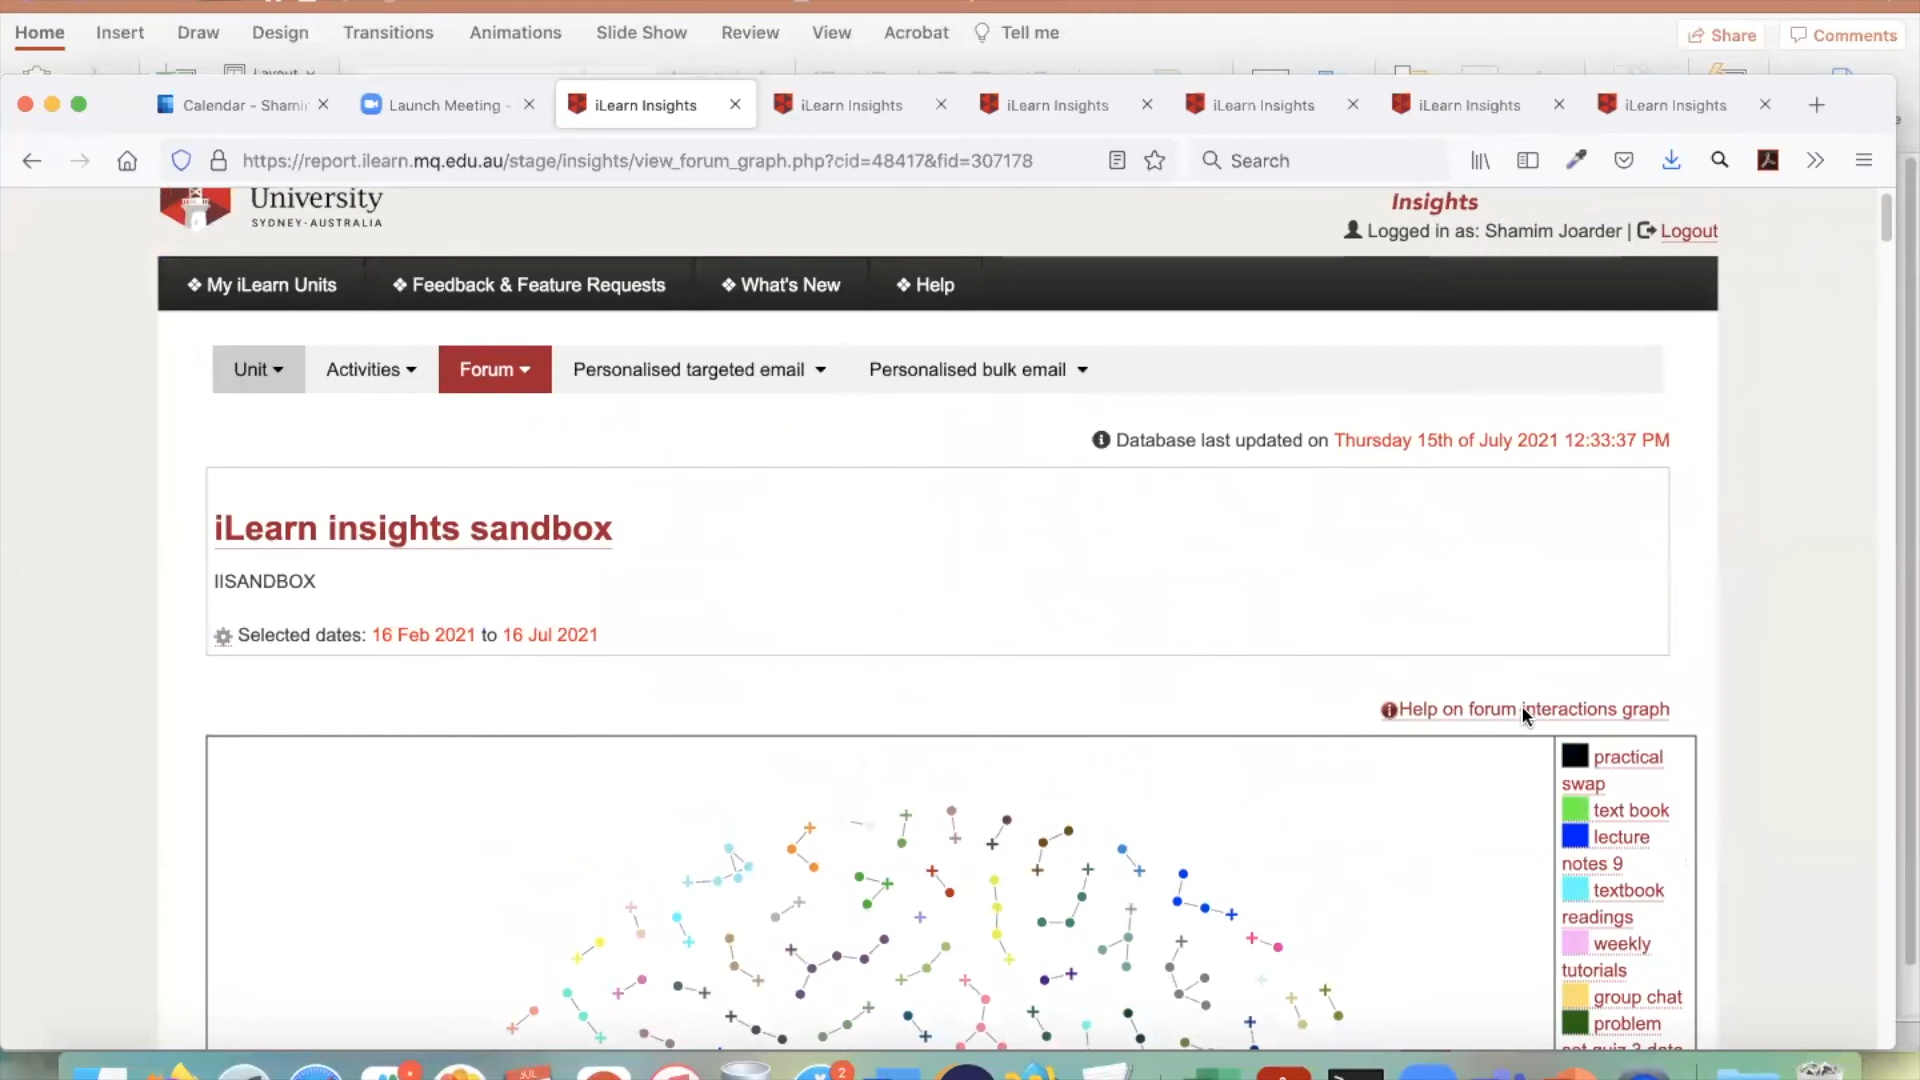 Home Insert Draw Design Transitions Animations Slide Show Review View Acrobat Tell me Share Comments
Layout
Calendar - Shami Launch Meeting - iLearn Insights iLearn Insights iLearn Insights iLearn Insights iLearn Insights iLearn Insights
https://report.ilearn.mq.edu.au/stage/insights/view_forum_graph.php?cid=48417&fid=307178 Search
University
SYDNEY·AUSTRALIA
Insights
Logged in as: Shamim Joarder | Logout
❖ My iLearn Units ❖ Feedback & Feature Requests ❖ What's New ❖ Help
Unit Activities Forum Personalised targeted email Personalised bulk email
Database last updated on Thursday 15th of July 2021 12:33:37 PM
iLearn insights sandbox
IISANDBOX
Selected dates: 16 Feb 2021 to 16 Jul 2021
Help on forum interactions graph
practical
swap
text book
lecture
notes 9
textbook
readings
weekly
tutorials
group chat
problem
JUL
2